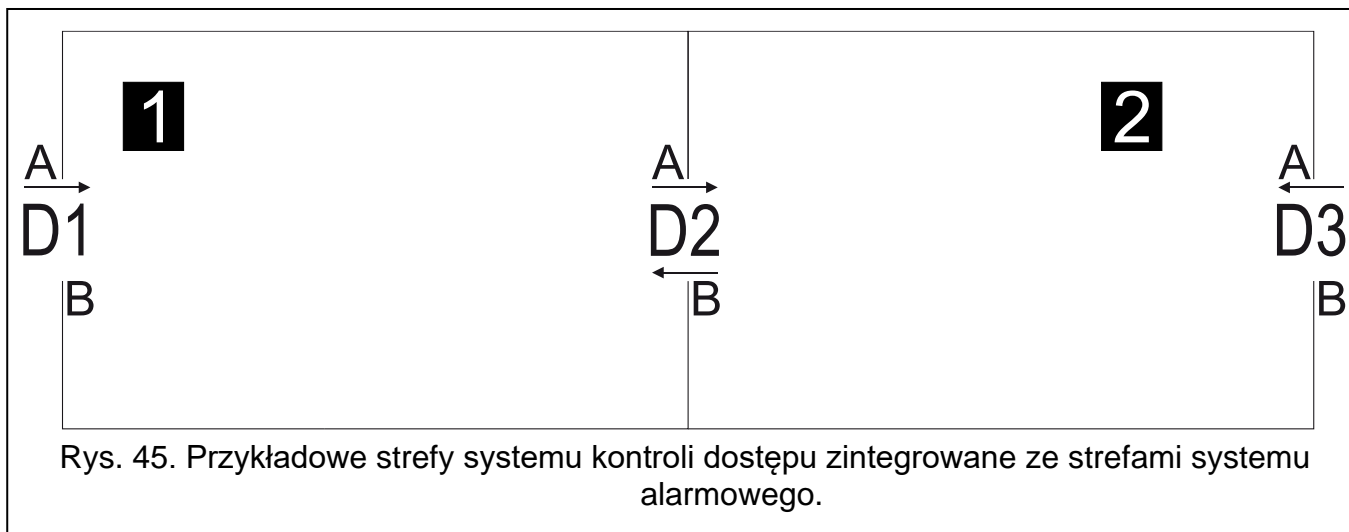 1
2
A
D1
B
A
D2
B
A
D3
B
Rys. 45. Przykładowe strefy systemu kontroli dostępu zintegrowane ze strefami systemu
alarmowego.